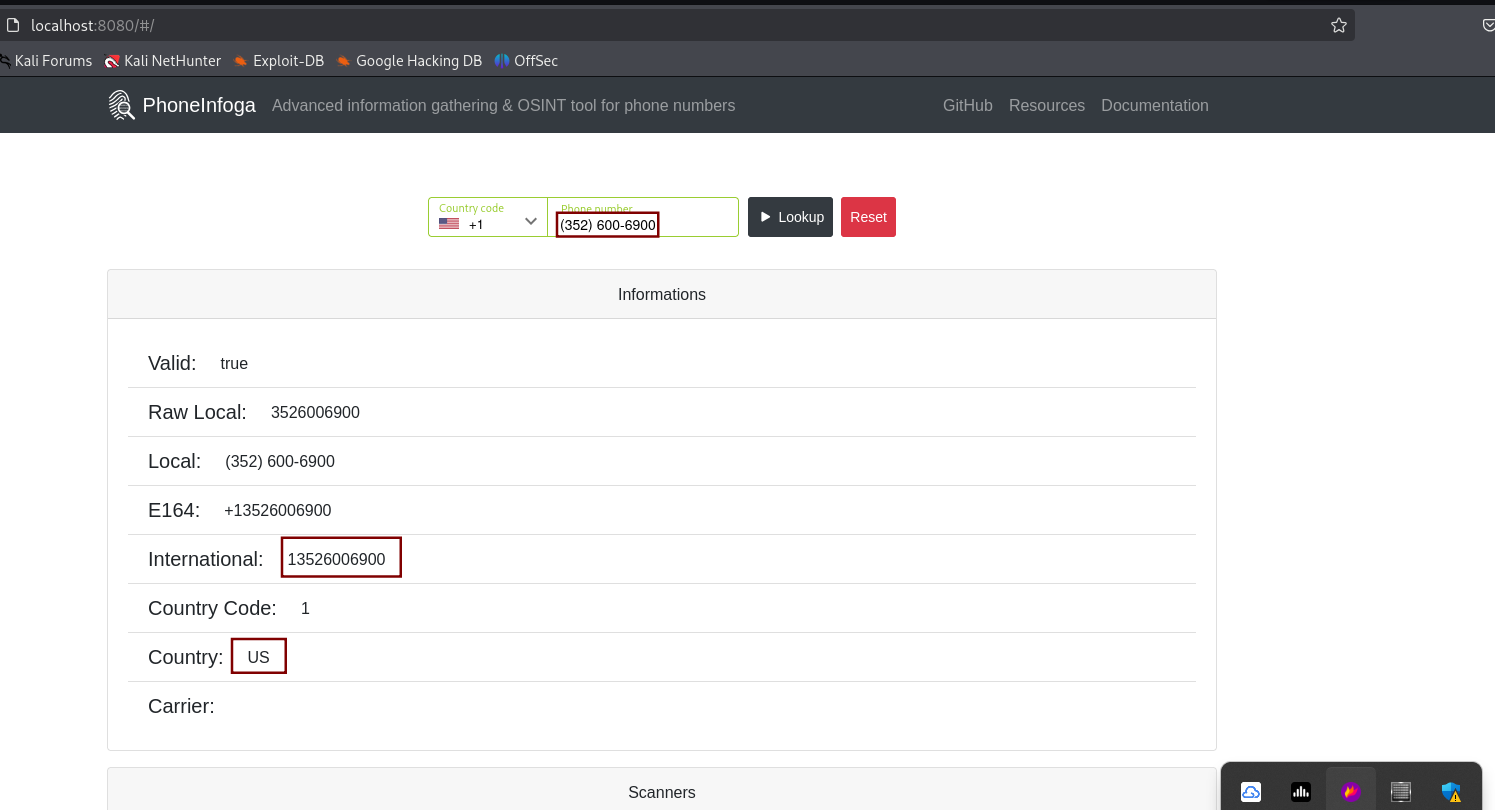 localhost:8080/#/
Kali Forums Kali NetHunter Exploit-DB Google Hacking DB OffSec
PhoneInfoga Advanced information gathering & OSINT tool for phone numbers GitHub Resources Documentation
Country code Phone number
+1 (352) 600-6900 Lookup Reset
Informations
Valid: true
Raw Local: 3526006900
Local: (352) 600-6900
E164: +13526006900
International: 13526006900
Country Code: 1
Country: US
Carrier:
Scanners